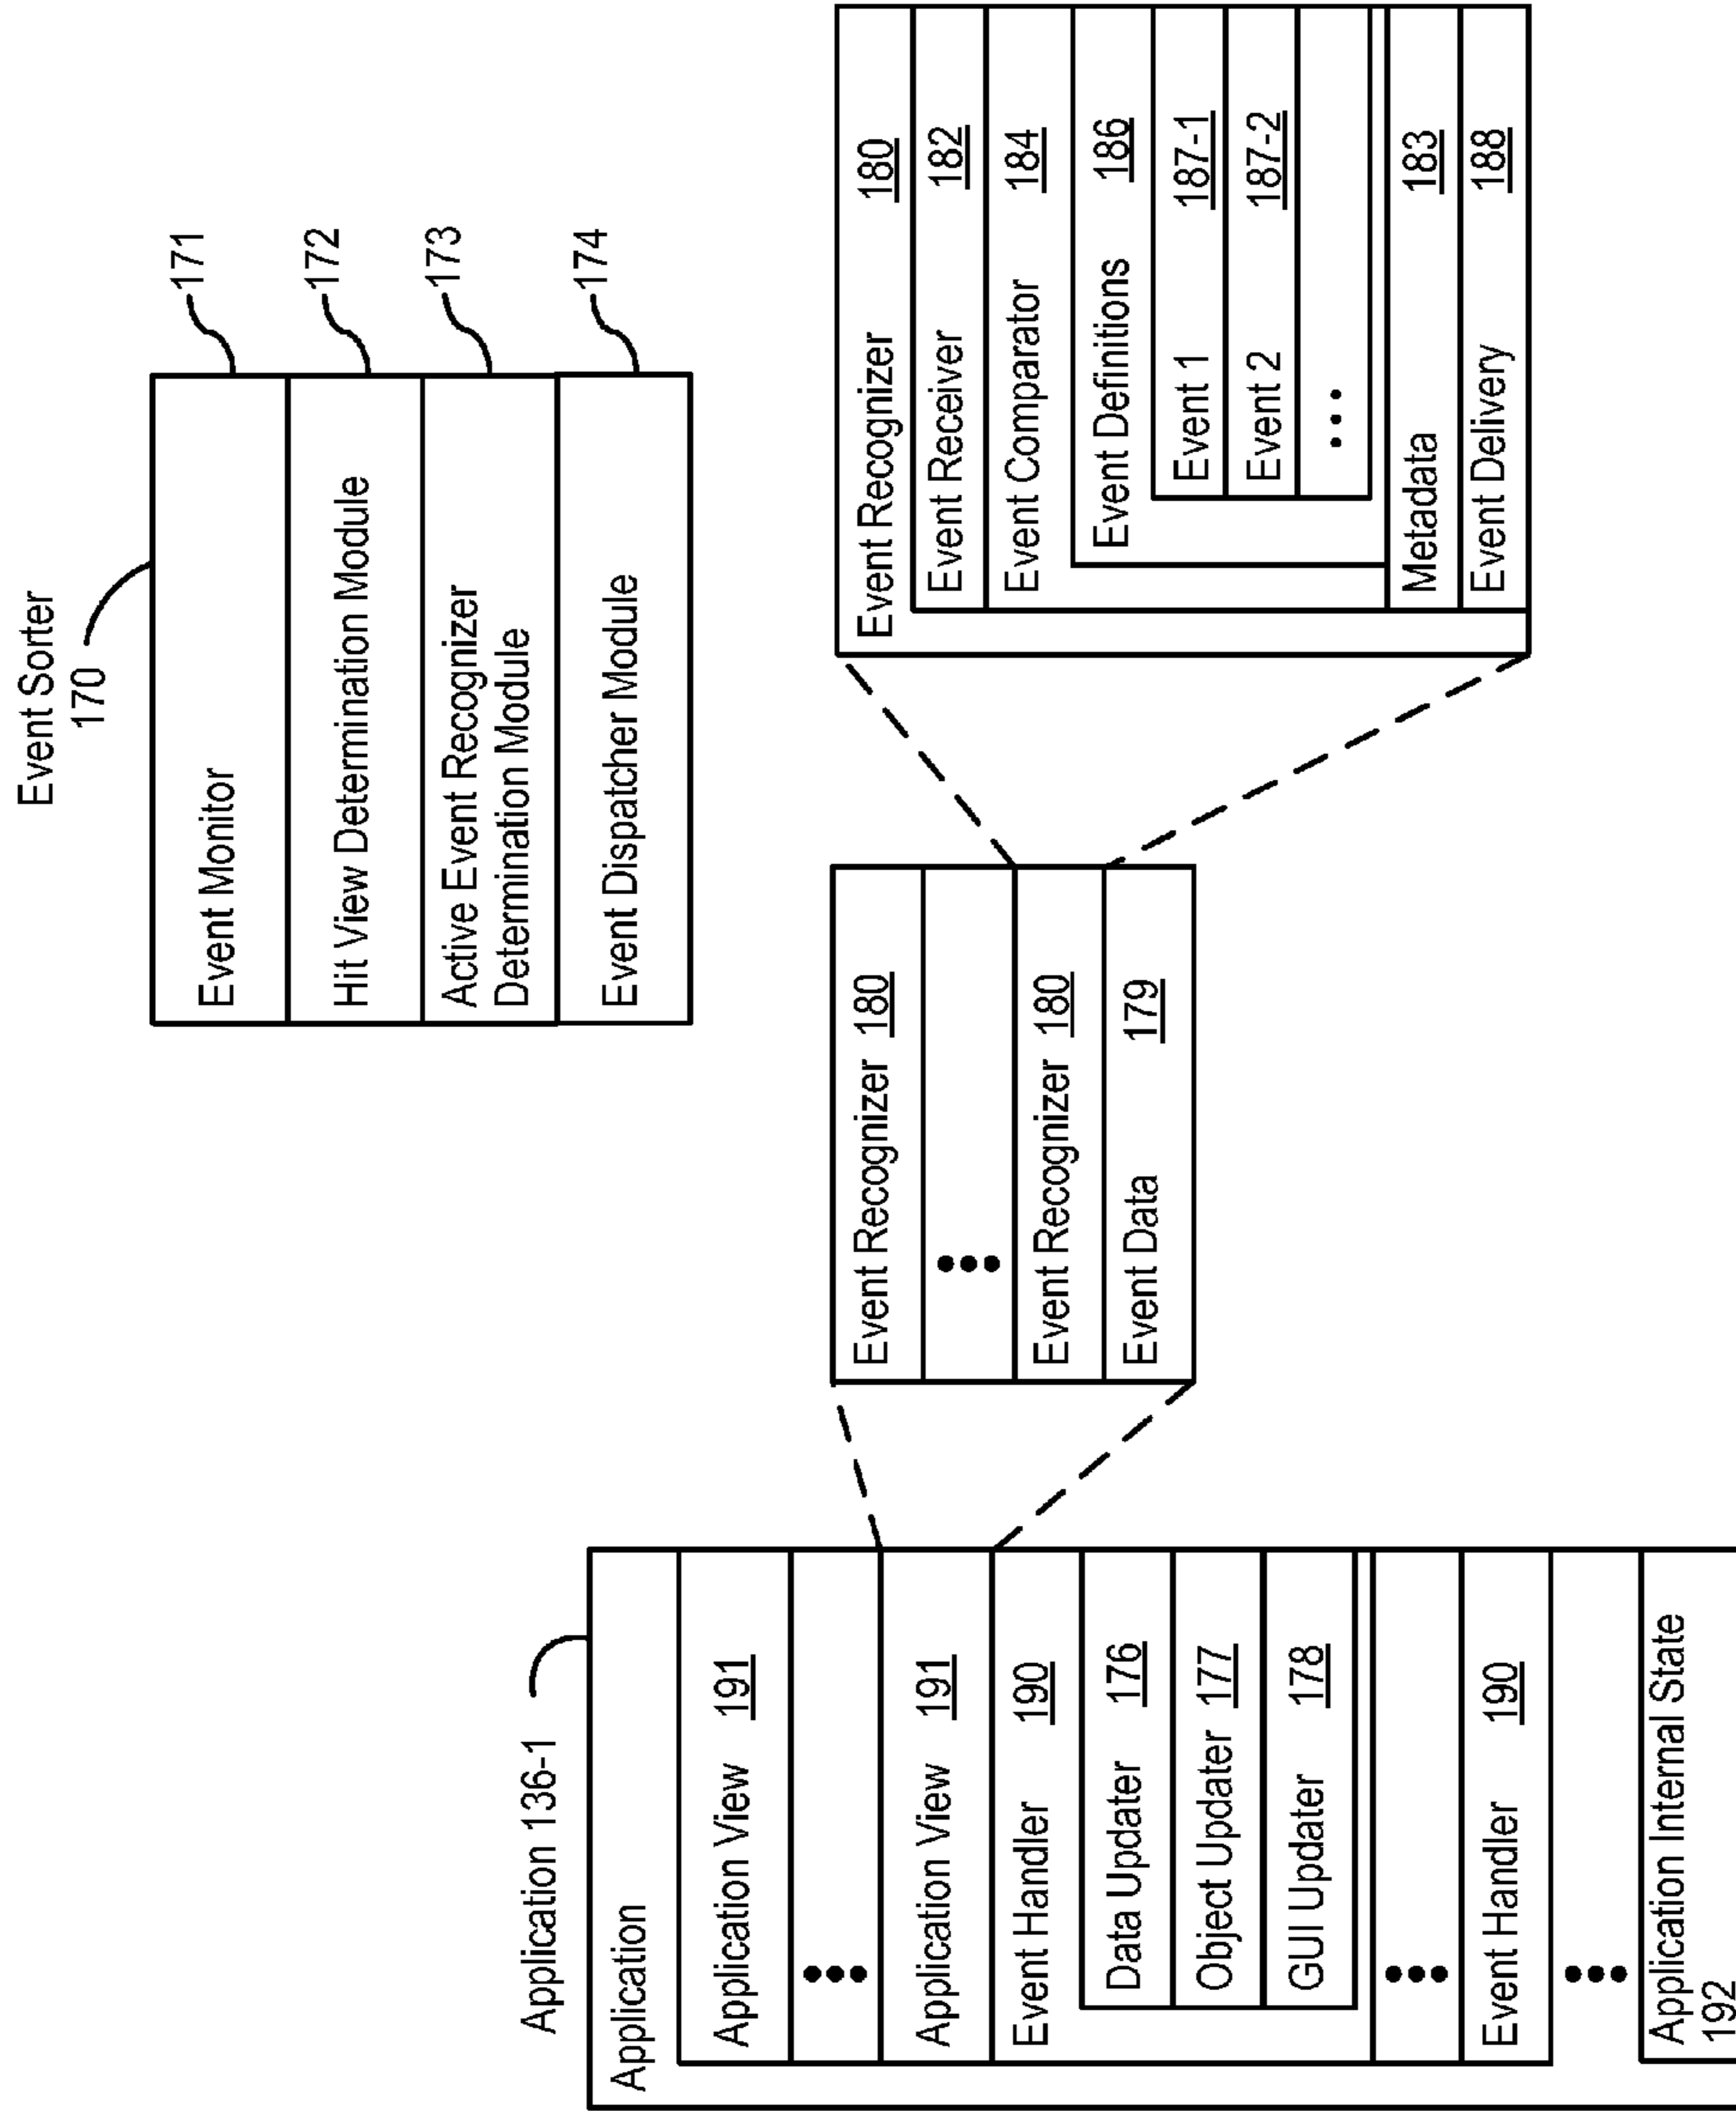 Event Sorter
170
Event Monitor
171
Hit View Determination Module
172
Active Event Recognizer
Determination Module
173
Event Dispatcher Module
174
Application 136-1
Application
Application View 191
•••
Application View 191
Event Handler 190
Data Updater 176
Object Updater 177
GUI Updater 178
•••
Event Handler 190
•••
Application Internal State
192
Event Recognizer 180
•••
Event Recognizer 180
Event Data 179
Event Recognizer 180
Event Receiver 182
Event Comparator 184
Event Definitions 186
Event 1 187-1
Event 2 187-2
•••
Metadata 183
Event Delivery 188